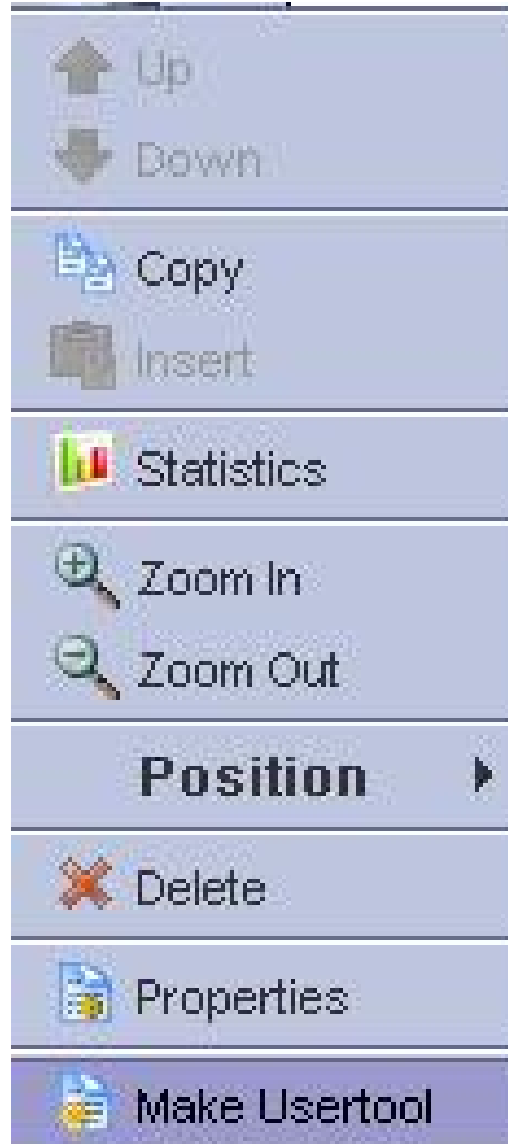 Up
Down
Copy
Insert
Statistics
Zoom In
Zoom Out
Position
Delete
Properties
Make Usertool